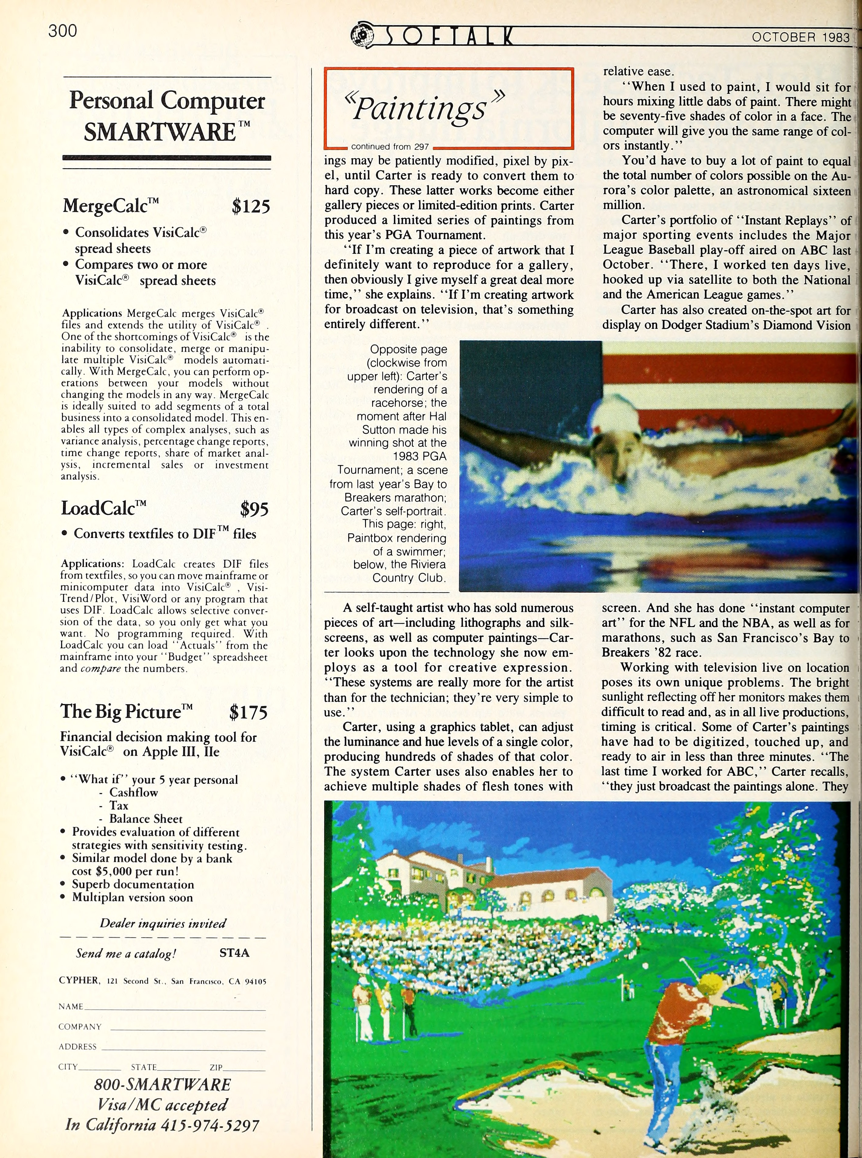 300
SOFTALK
OCTOBER 1983
Personal Computer
SMARTWARE™
MergeCalc™ $125
• Consolidates VisiCalc®
spread sheets
• Compares two or more
VisiCalc® spread sheets
Applications MergeCalc merges VisiCalc®
files and extends the utility of VisiCalc® .
One of the shortcomings of VisiCalc® is the
inability to consolidate, merge or manipu-
late multiple VisiCalc® models automati-
cally. With MergeCalc, you can perform op-
erations between your models without
changing the models in any way. MergeCalc
is ideally suited to add segments of a total
business into a consolidated model. This en-
ables all types of complex analyses, such as
variance analysis, percentage change reports,
time change reports, share of market anal-
ysis, incremental sales or investment
analysis.
LoadCalc™ $95
• Converts textfiles to DIF™ files
Applications: LoadCalc creates DIF files
from textfiles, so you can move mainframe or
minicomputer data into VisiCalc® , Visi-
Trend/Plot, VisiWord or any program that
uses DIF. LoadCalc allows selective conver-
sion of the data, so you only get what you
want. No programming required. With
LoadCalc you can load "Actuals" from the
mainframe into your "Budget" spreadsheet
and compare the numbers.
The Big Picture™ $175
Financial decision making tool for
VisiCalc® on Apple III, IIe
• "What if" your 5 year personal
- Cashflow
- Tax
- Balance Sheet
• Provides evaluation of different
strategies with sensitivity testing.
• Similar model done by a bank
cost $5,000 per run!
• Superb documentation
• Multiplan version soon
Dealer inquiries invited
Send me a catalog! ST4A
CYPHER, 121 Second St., San Francisco, CA 94105
NAME
COMPANY
ADDRESS
CITY STATE ZIP
800-SMARTWARE
Visa/MC accepted
In California 415-974-5297
«Paintings»
continued from 297
ings may be patiently modified, pixel by pix-
el, until Carter is ready to convert them to
hard copy. These latter works become either
gallery pieces or limited-edition prints. Carter
produced a limited series of paintings from
this year's PGA Tournament.
"If I'm creating a piece of artwork that I
definitely want to reproduce for a gallery,
then obviously I give myself a great deal more
time," she explains. "If I'm creating artwork
for broadcast on television, that's something
entirely different."
Opposite page
(clockwise from
upper left): Carter's
rendering of a
racehorse; the
moment after Hal
Sutton made his
winning shot at the
1983 PGA
Tournament; a scene
from last year's Bay to
Breakers marathon;
Carter's self-portrait.
This page: right,
Paintbox rendering
of a swimmer;
below, the Riviera
Country Club.
A self-taught artist who has sold numerous
pieces of art—including lithographs and silk-
screens, as well as computer paintings—Car-
ter looks upon the technology she now em-
ploys as a tool for creative expression.
"These systems are really more for the artist
than for the technician; they're very simple to
use."
Carter, using a graphics tablet, can adjust
the luminance and hue levels of a single color,
producing hundreds of shades of that color.
The system Carter uses also enables her to
achieve multiple shades of flesh tones with
relative ease.
"When I used to paint, I would sit for
hours mixing little dabs of paint. There might
be seventy-five shades of color in a face. The
computer will give you the same range of col-
ors instantly."
You'd have to buy a lot of paint to equal
the total number of colors possible on the Au-
rora's color palette, an astronomical sixteen
million.
Carter's portfolio of "Instant Replays" of
major sporting events includes the Major
League Baseball play-off aired on ABC last
October. "There, I worked ten days live,
hooked up via satellite to both the National
and the American League games."
Carter has also created on-the-spot art for
display on Dodger Stadium's Diamond Vision
screen. And she has done "instant computer
art" for the NFL and the NBA, as well as for
marathons, such as San Francisco's Bay to
Breakers '82 race.
Working with television live on location
poses its own unique problems. The bright
sunlight reflecting off her monitors makes them
difficult to read and, as in all live productions,
timing is critical. Some of Carter's paintings
have had to be digitized, touched up, and
ready to air in less than three minutes. "The
last time I worked for ABC," Carter recalls,
"they just broadcast the paintings alone. They